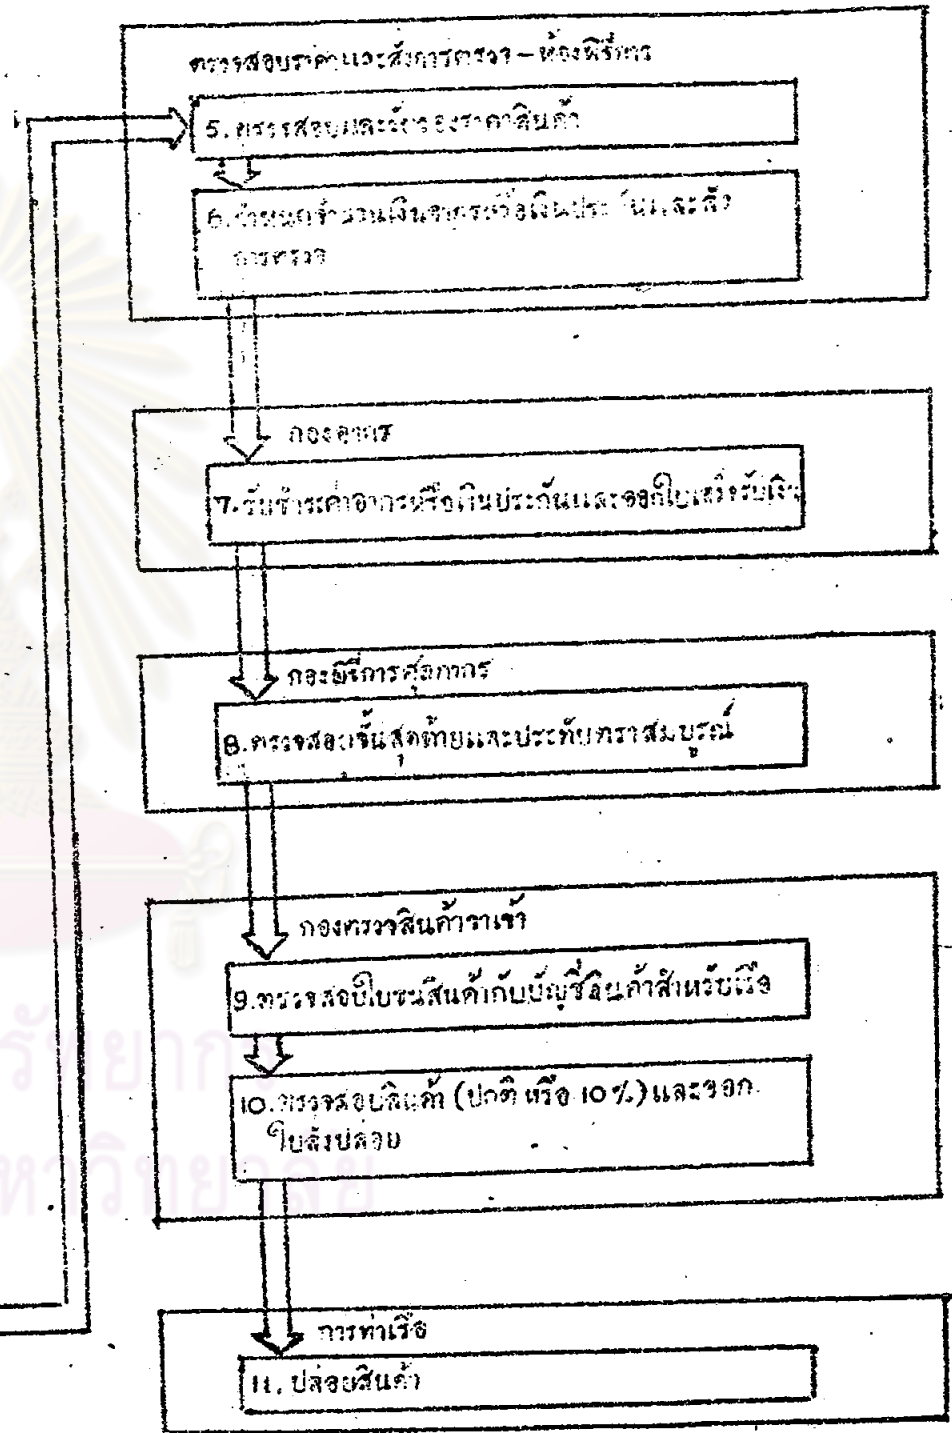 ตรวจสอบราคาและสั่งการตรวจ - ห้องพิธีการ
5. ตรวจสอบและรับรองราคาสินค้า
6. กำหนดจำนวนเงินอากรหรือเงินประกันและสั่ง
การตรวจ
กองอากร
7. รับชำระค่าอากรหรือเงินประกันและออกใบเสร็จรับเงิน
กองพิธีการศุลกากร
8. ตรวจสอบขั้นสุดท้ายและประทับตราสมบูรณ์
กองตรวจสินค้าขาเข้า
9. ตรวจสอบใบขนสินค้ากับบัญชีสินค้าสำหรับเรือ
10. ตรวจสอบสินค้า (ปกติ หรือ 10%) และออก
ใบสั่งปล่อย
การท่าเรือ
11. ปล่อยสินค้า